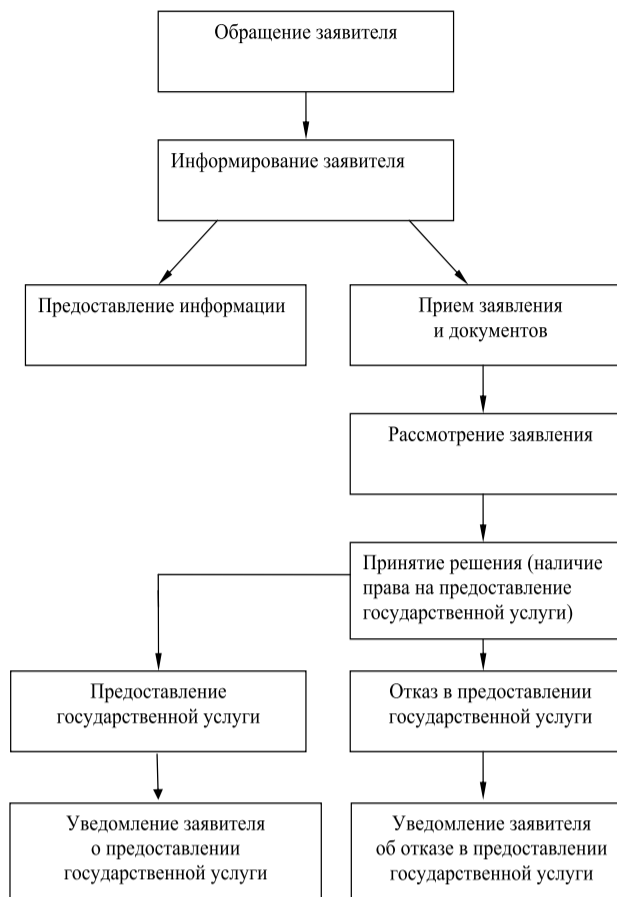 Обращение заявителя
Информирование заявителя
Предоставление информации
Прием заявления
и документов
Рассмотрение заявления
Принятие решения (наличие
права на предоставление
государственной услуги)
Предоставление
государственной услуги
Отказ в предоставлении
государственной услуги
Уведомление заявителя
о предоставлении
государственной услуги
Уведомление заявителя
об отказе в предоставлении
государственной услуги